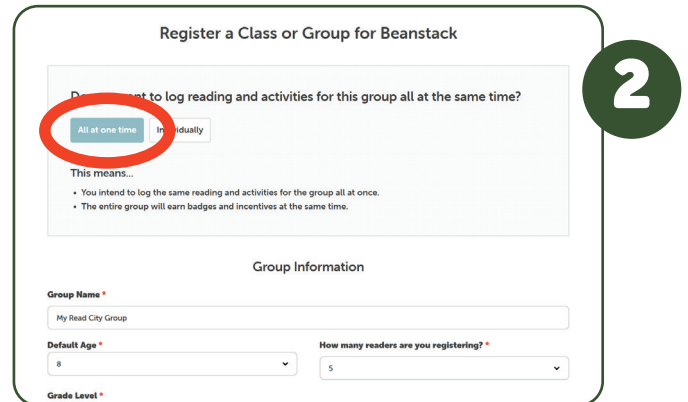 Register a Class or Group for Beanstack
2
to log reading and activities for this group all at the same time?
All at one time
This means...
• You intend to log the same reading and activities for the group all at once.
• The entire group will earn badges and incentives at the same time.
Group Information
Group Name *
My Read City Group
Default Age *
How many readers are you registering? *
8
5
Grade Level *